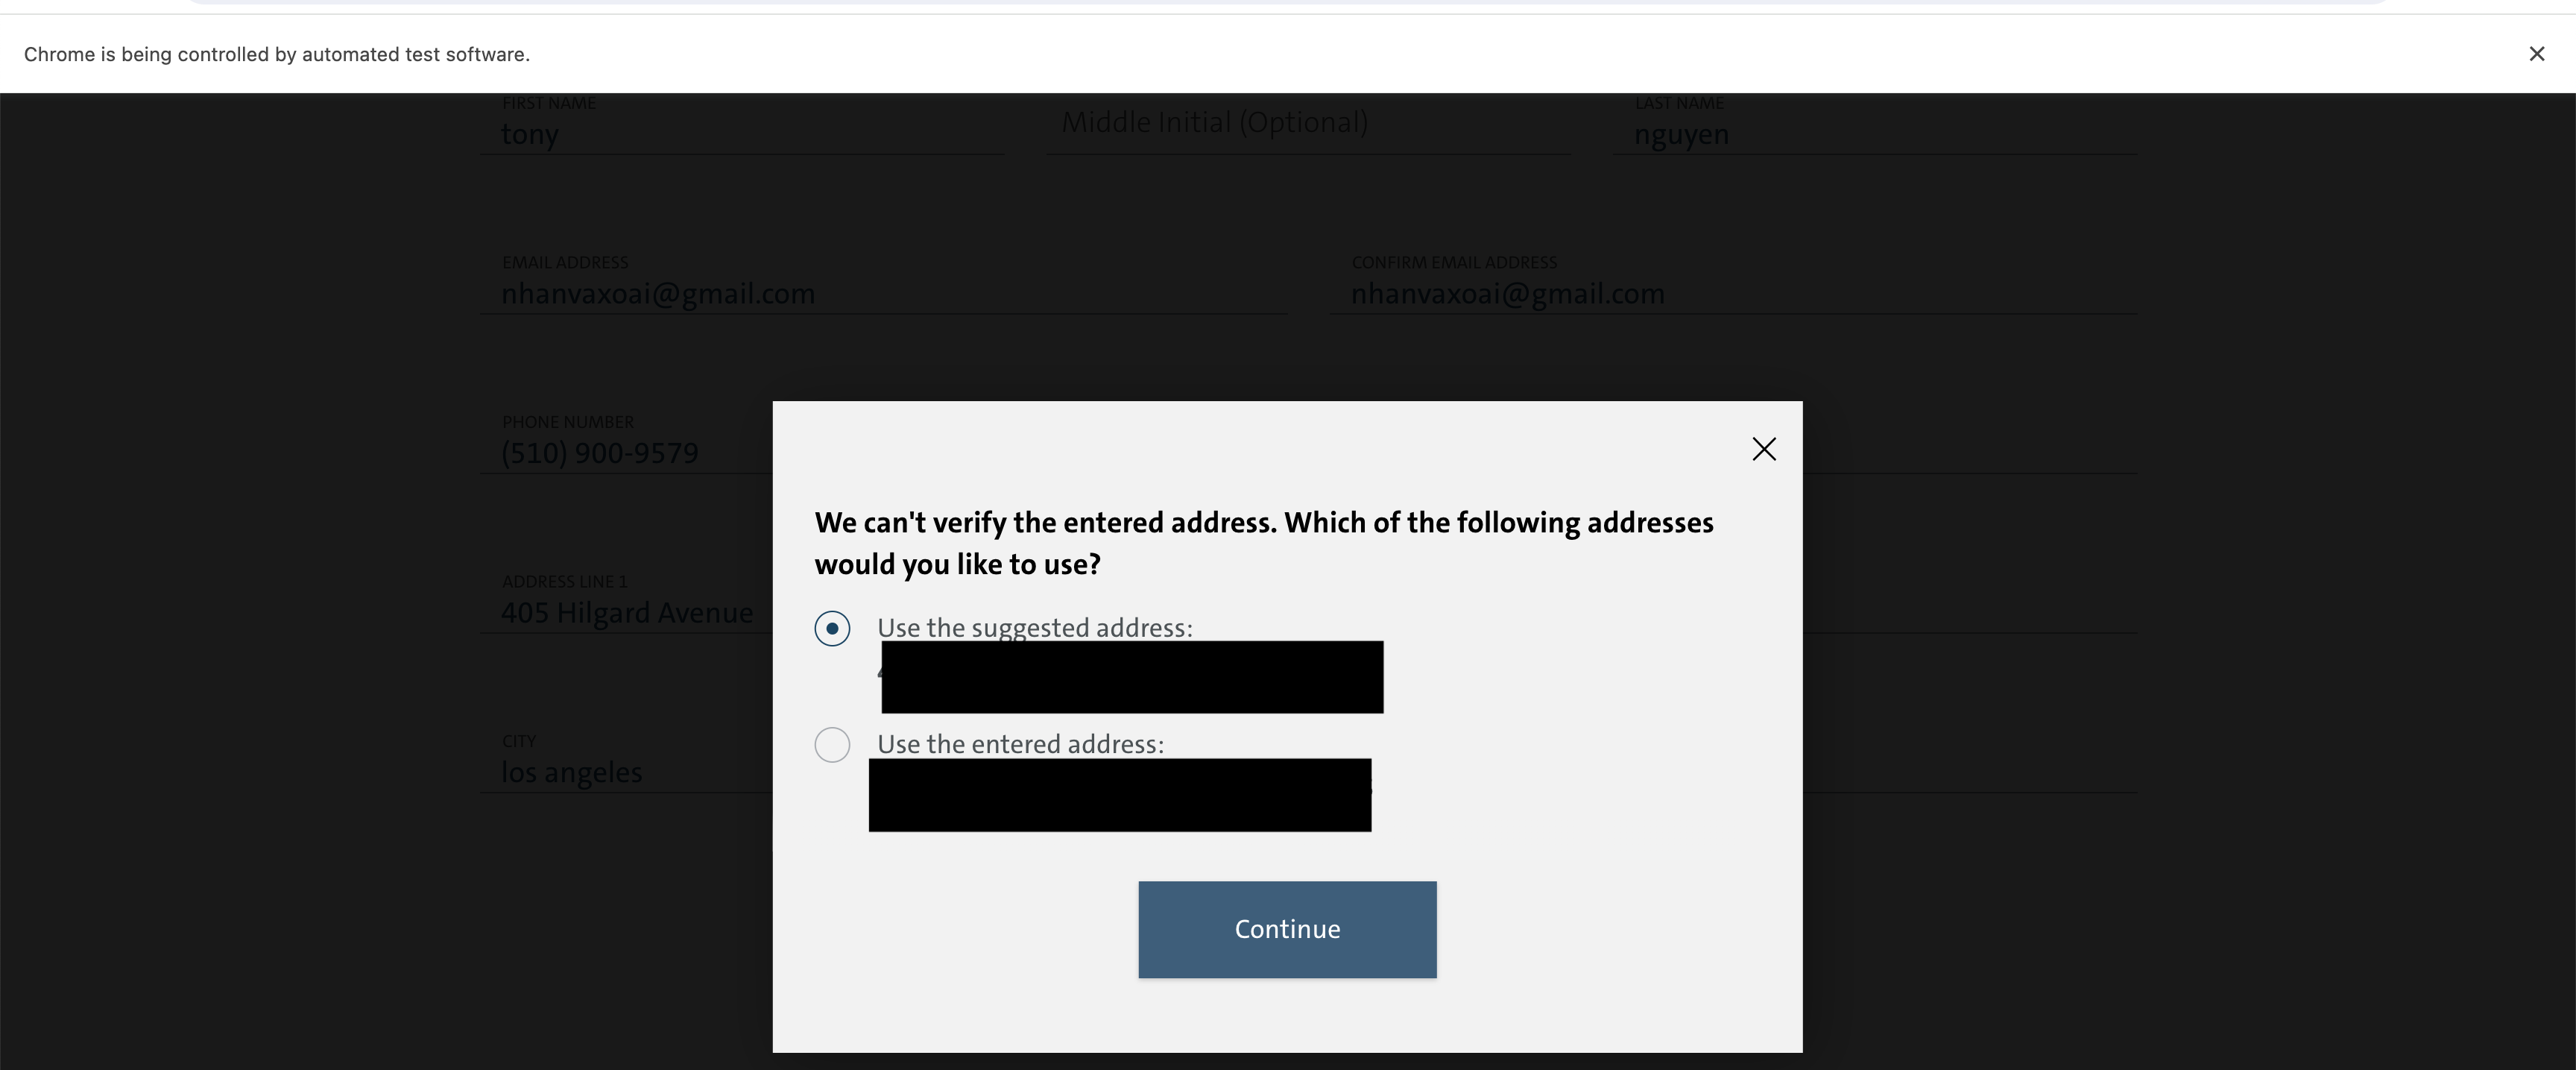 Chrome is being controlled by automated test software.
FIRST NAME
tony
Middle Initial (Optional)
LAST NAME
nguyen
EMAIL ADDRESS
nhanvaxoai@gmail.com
CONFIRM EMAIL ADDRESS
nhanvaxoai@gmail.com
PHONE NUMBER
(510) 900-9579
We can't verify the entered address. Which of the following addresses
would you like to use?
ADDRESS LINE 1
405 Hilgard Avenue
Use the suggested address:
CITY
los angeles
Use the entered address:
Continue